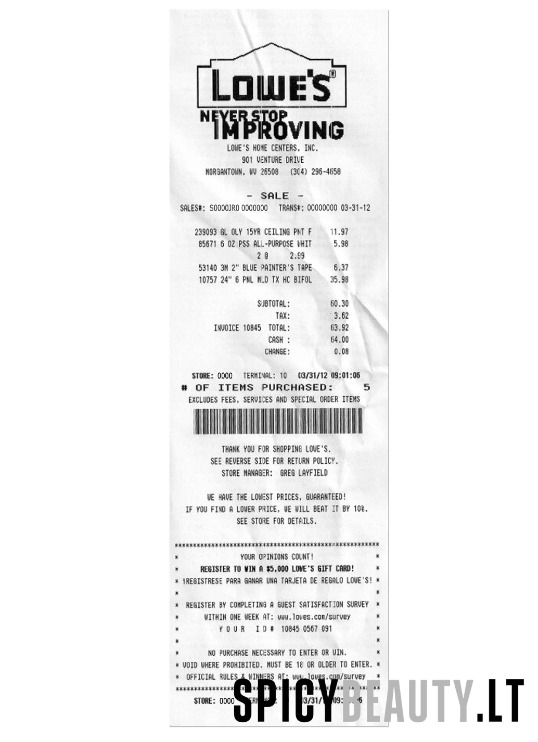 LOWE'S®
NEVER STOP
IMPROVING
LOWE'S HOME CENTERS, INC.
901 VENTURE DRIVE
MORGANTOWN, WV 26508 (304) 296-4658
- SALE -
SALES#: S0000JR0 0000000 TRANS#: 00000000 03-31-12
239093 GL OLY 15YR CEILING PNT F 11.97
85671 6 OZ PSS ALL-PURPOSE WHIT 5.98
2 @ 2.99
53140 3M 2" BLUE PAINTER'S TAPE 6.37
10757 24" 6 PNL MLD TX HC BIFOL 35.98
SUBTOTAL: 60.30
TAX: 3.62
INVOICE 10845 TOTAL: 63.92
CASH : 64.00
CHANGE: 0.08
STORE: 0000 TERMINAL: 10 03/31/12 09:01:06
# OF ITEMS PURCHASED: 5
EXCLUDES FEES, SERVICES AND SPECIAL ORDER ITEMS
THANK YOU FOR SHOPPING LOWE'S.
SEE REVERSE SIDE FOR RETURN POLICY.
STORE MANAGER: GREG LAYFIELD
WE HAVE THE LOWEST PRICES, GUARANTEED!
IF YOU FIND A LOWER PRICE, WE WILL BEAT IT BY 10%.
SEE STORE FOR DETAILS.
YOUR OPINIONS COUNT!
REGISTER TO WIN A $5,000 LOWE'S GIFT CARD!
¡REGISTRESE PARA GANAR UNA TARJETA DE REGALO LOWE'S!
REGISTER BY COMPLETING A GUEST SATISFACTION SURVEY
WITHIN ONE WEEK AT: www.lowes.com/survey
Y O U R I D # 10845 0567 091
NO PURCHASE NECESSARY TO ENTER OR WIN.
VOID WHERE PROHIBITED. MUST BE 18 OR OLDER TO ENTER.
OFFICIAL RULES & WINNERS AT: www.lowes.com/survey
STORE:
SPICYBEAUTY.LT